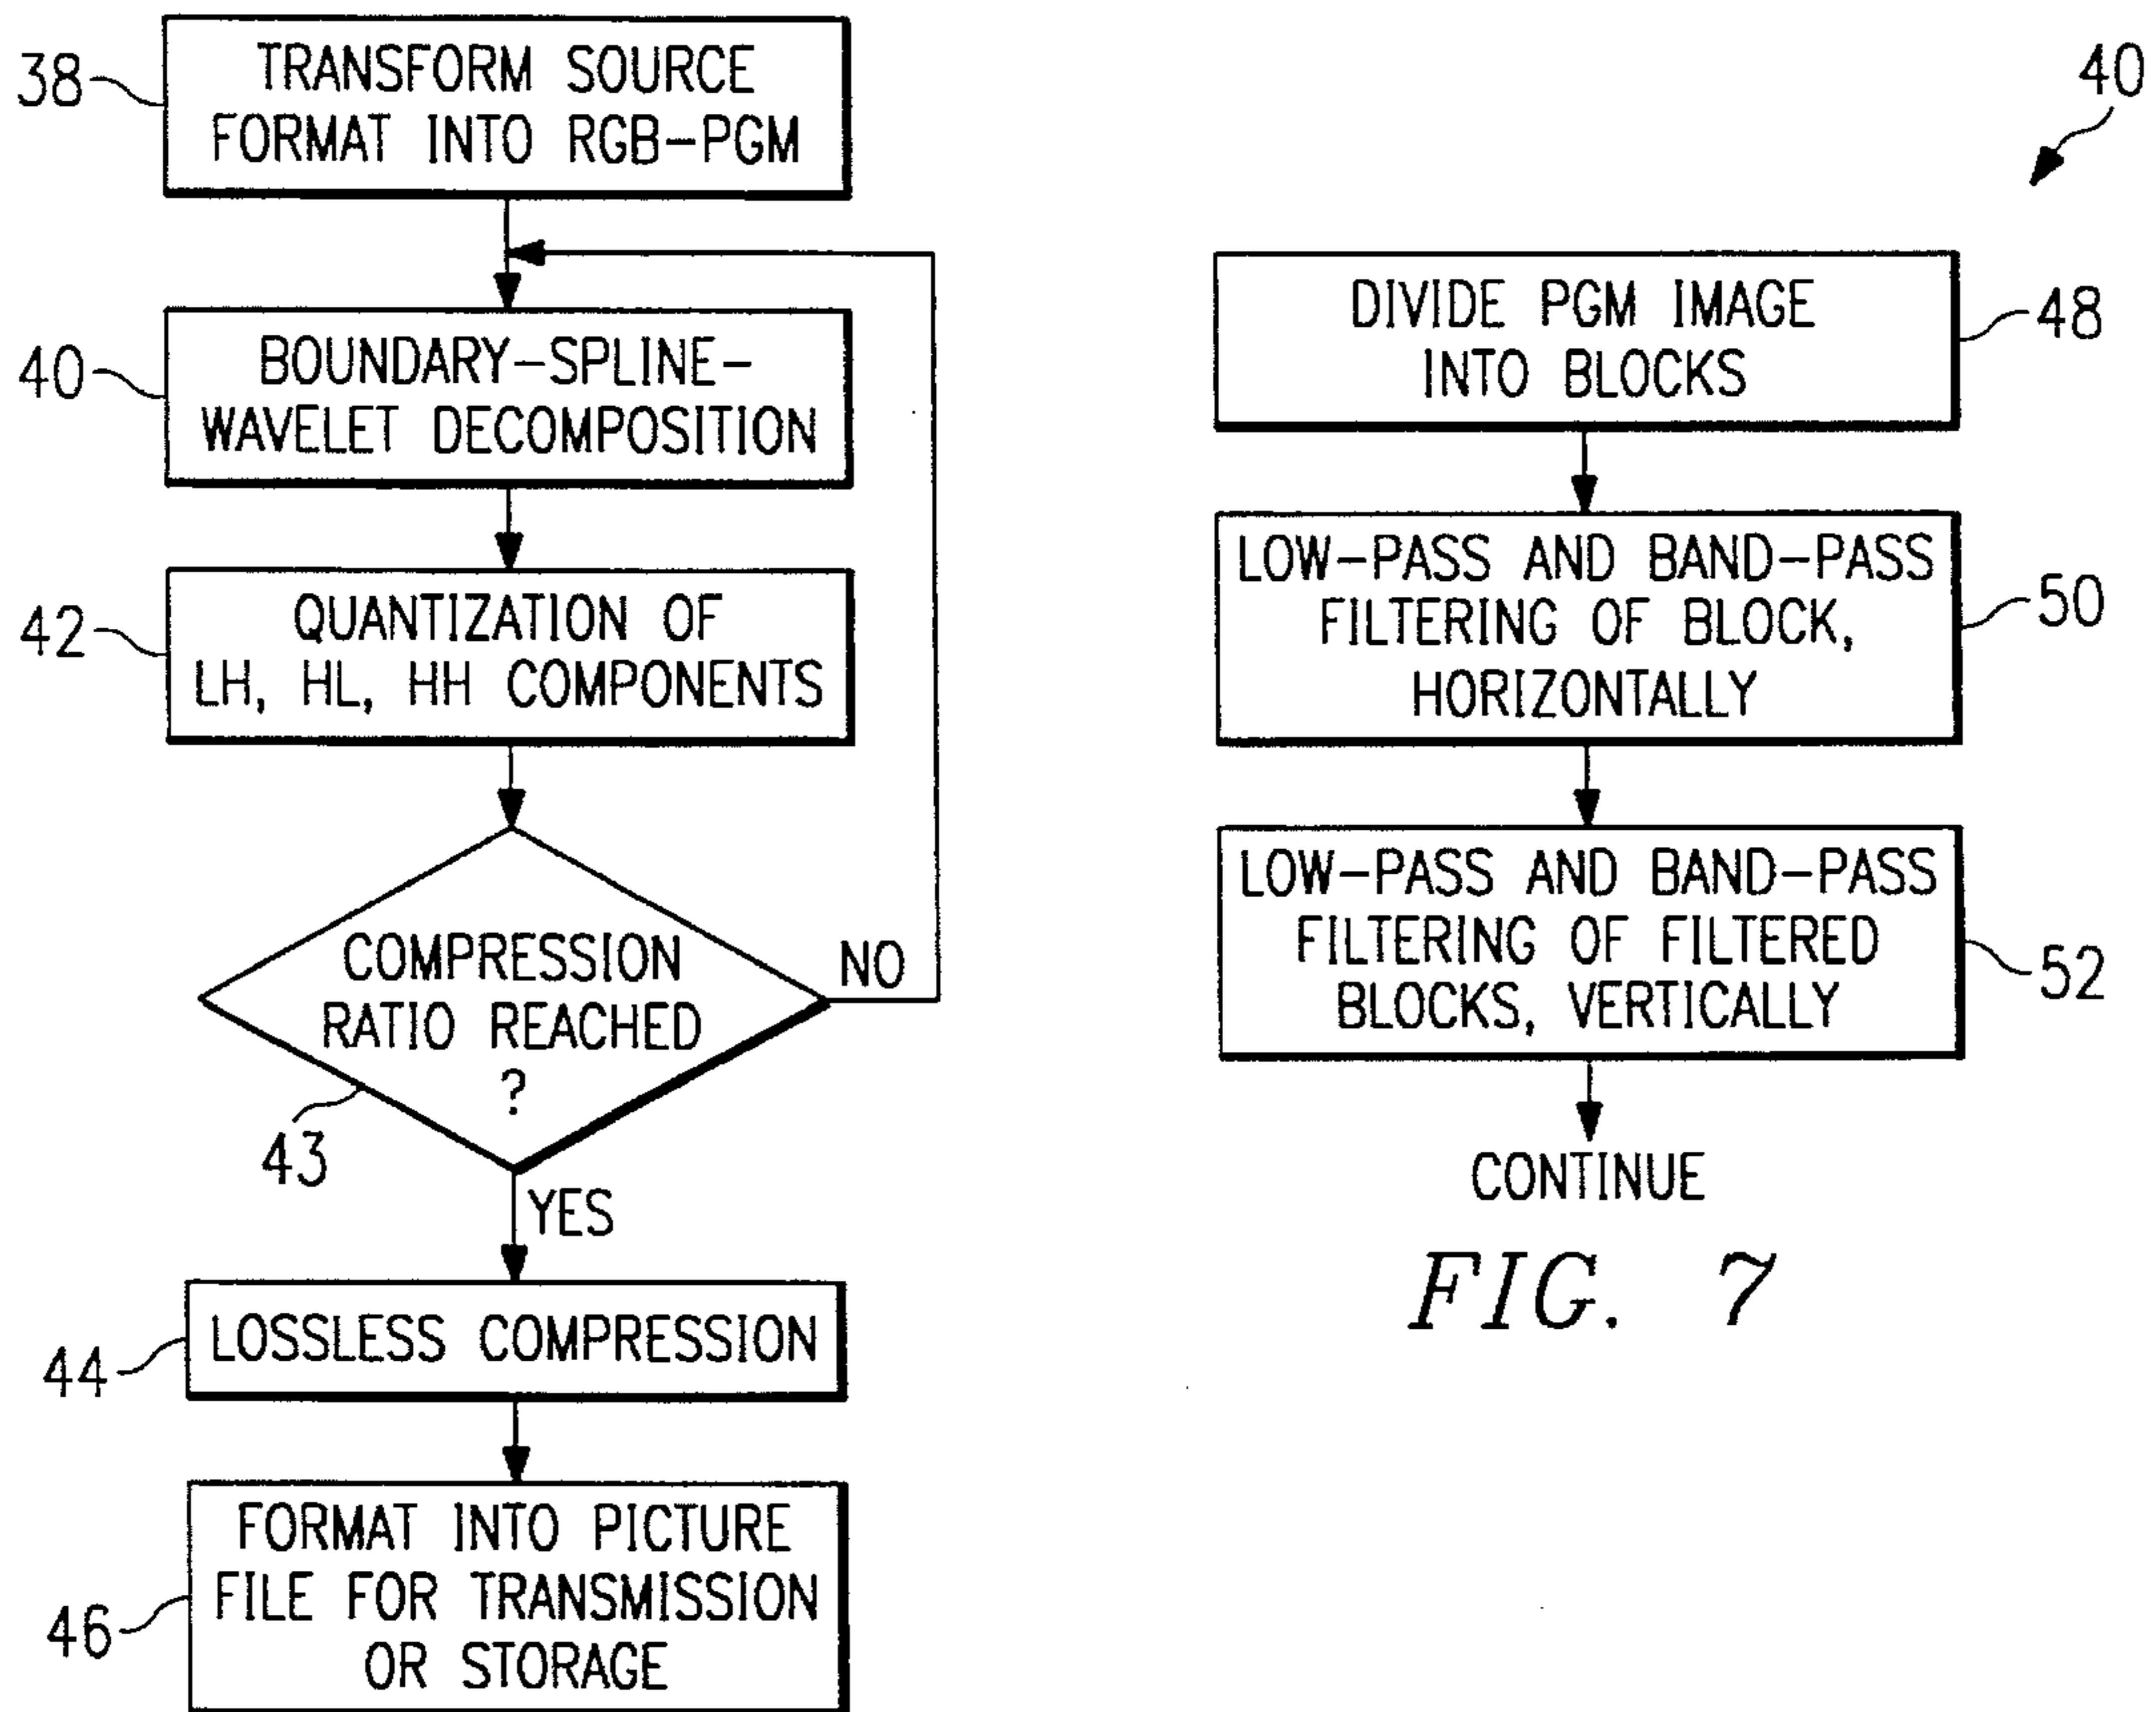 38
TRANSFORM SOURCE
FORMAT INTO RGB-PGM
40
BOUNDARY-SPLINE-
WAVELET DECOMPOSITION
42
QUANTIZATION OF
LH, HL, HH COMPONENTS
COMPRESSION
RATIO REACHED
?
NO
43
YES
44
LOSSLESS COMPRESSION
46
FORMAT INTO PICTURE
FILE FOR TRANSMISSION
OR STORAGE
40
DIVIDE PGM IMAGE
INTO BLOCKS
48
LOW-PASS AND BAND-PASS
FILTERING OF BLOCK,
HORIZONTALLY
50
LOW-PASS AND BAND-PASS
FILTERING OF FILTERED
BLOCKS, VERTICALLY
52
CONTINUE
FIG. 7